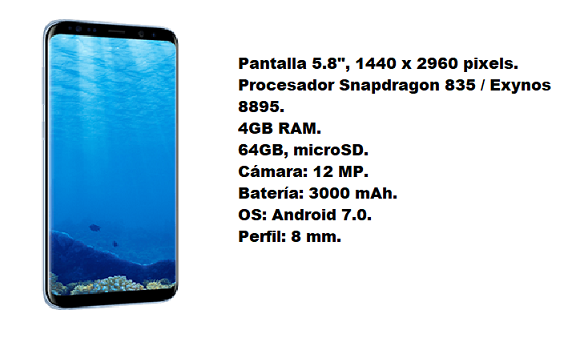 Pantalla 5.8", 1440 x 2960 pixels.
Procesador Snapdragon 835 / Exynos
8895.
4GB RAM.
64GB, microSD.
Cámara: 12 MP.
Batería: 3000 mAh.
OS: Android 7.0.
Perfil: 8 mm.